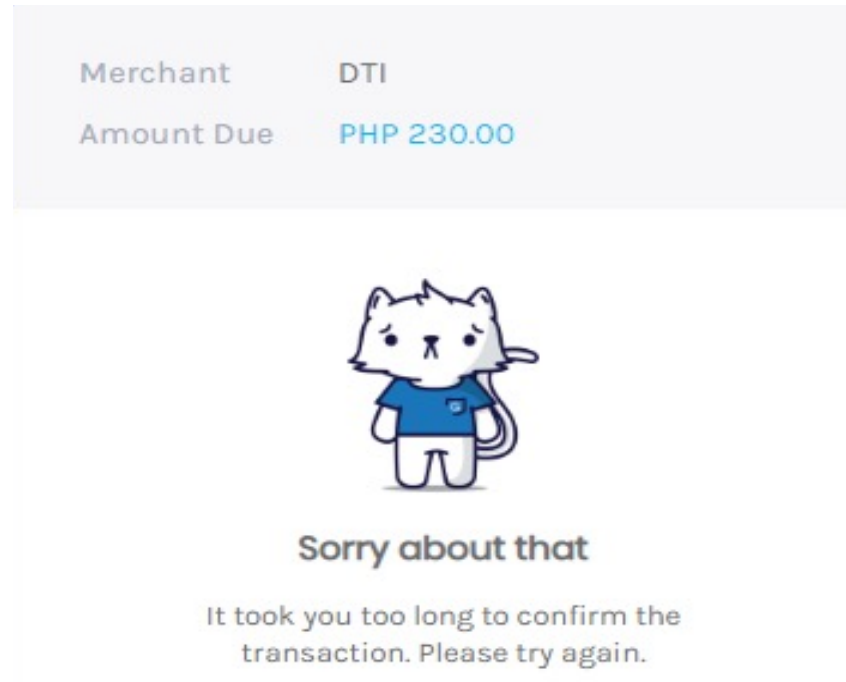 Merchant DTI
Amount Due PHP 230.00
G
Sorry about that
It took you too long to confirm the
transaction. Please try again.